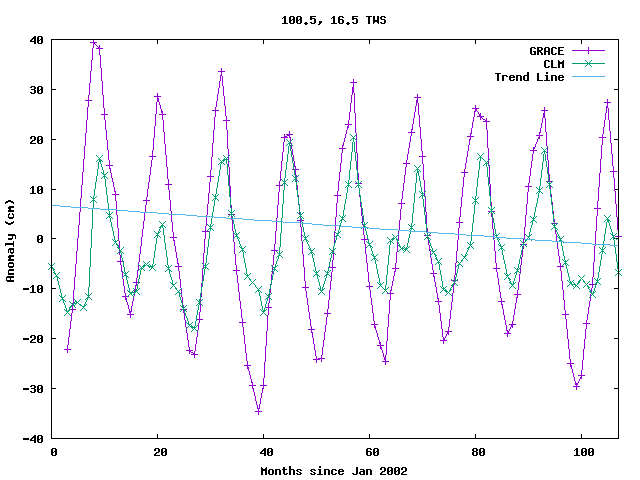 100.5, 16.5 TWS
GRACE
CLM
Trend Line
Anomaly (cm)
40
30
20
10
0
-10
-20
-30
-40
0 20 40 60 80 100
Months since Jan 2002